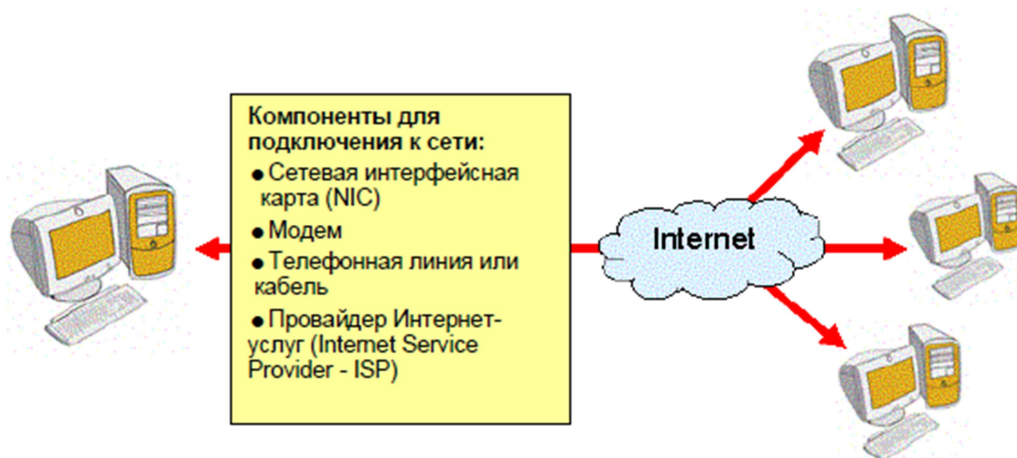 Компоненты для
подключения к сети:
● Сетевая интерфейсная
карта (NIC)
● Модем
● Телефонная линия или
кабель
● Провайдер Интернет-
услуг (Internet Service
Provider - ISP)
Internet